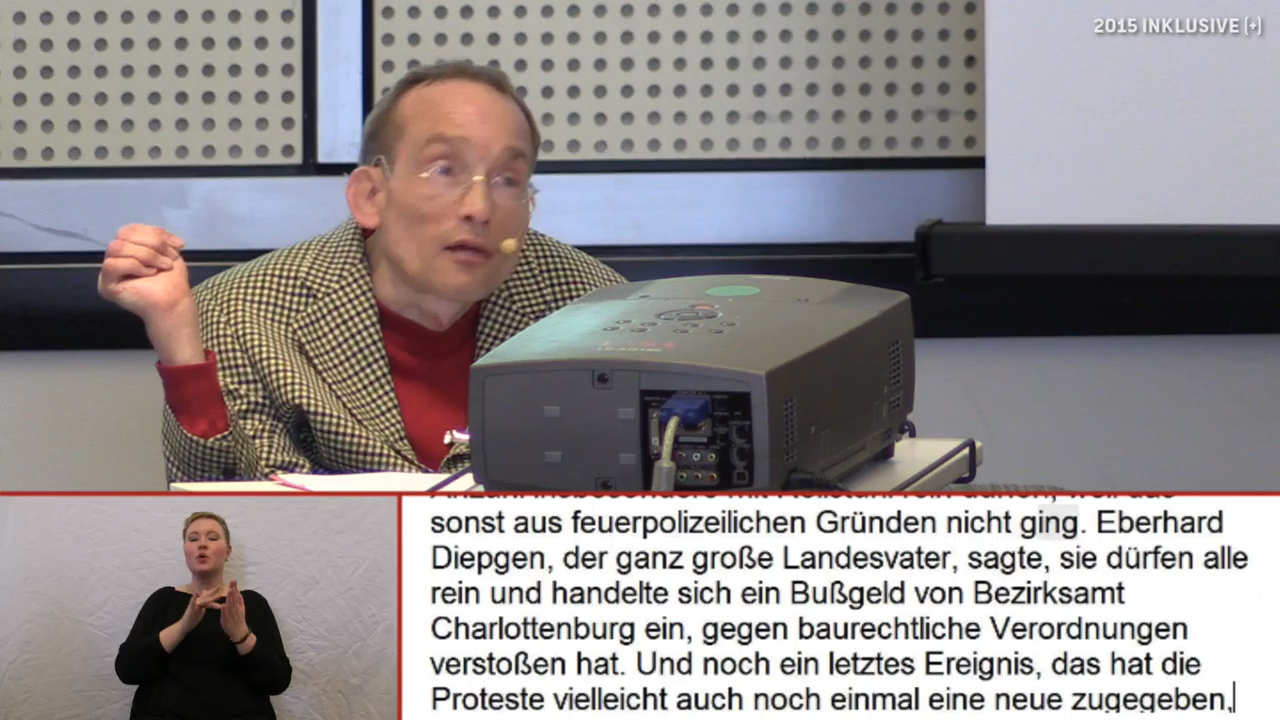 2015 INKLUSIVE [+]
sonst aus feuerpolizeilichen Gründen nicht ging. Eberhard
Diepgen, der ganz große Landesvater, sagte, sie dürfen alle
rein und handelte sich ein Bußgeld von Bezirksamt
Charlottenburg ein, gegen baurechtliche Verordnungen
verstoßen hat. Und noch ein letztes Ereignis, das hat die
Proteste vielleicht auch noch einmal eine neue zugegeben,